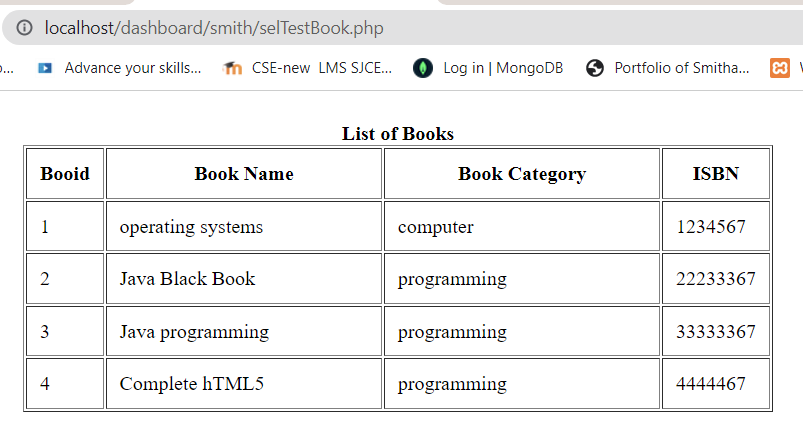 localhost/dashboard/smith/selTestBook.php
... Advance your skills... CSE-new LMS SJCE... Log in | MongoDB Portfolio of Smitha...
List of Books
Booid Book Name Book Category ISBN
1 operating systems computer 1234567
2 Java Black Book programming 22233367
3 Java programming programming 33333367
4 Complete hTML5 programming 4444467